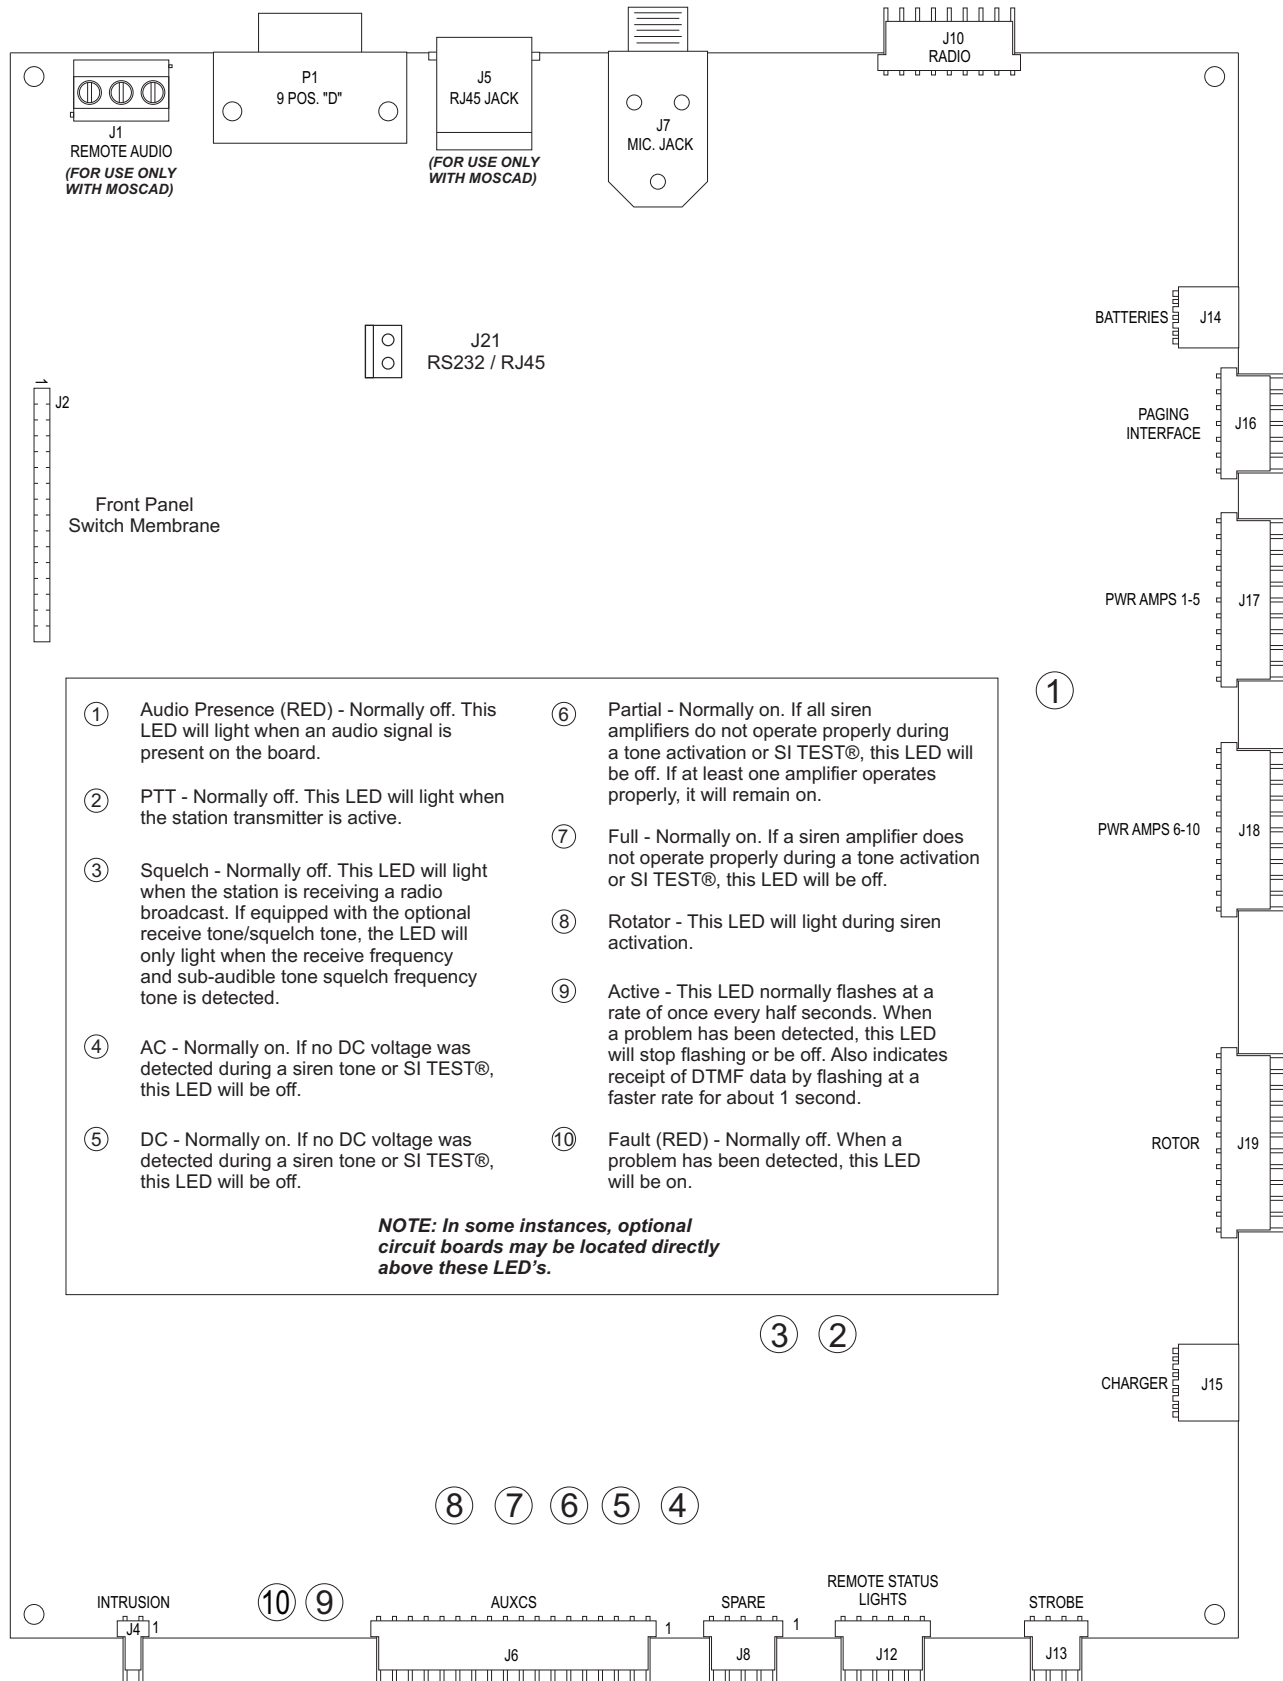 J10
RADIO
P1
9 POS. "D"
J5
RJ45 JACK
J7
MIC. JACK
J1
REMOTE AUDIO
(FOR USE ONLY
WITH MOSCAD)
(FOR USE ONLY
WITH MOSCAD)
BATTERIES
J14
J21
RS232 / RJ45
1
J2
PAGING
INTERFACE
J16
Front Panel
Switch Membrane
PWR AMPS 1-5
J17
1
1 Audio Presence (RED) - Normally off. This
LED will light when an audio signal is
present on the board.
2 PTT - Normally off. This LED will light when
the station transmitter is active.
3 Squelch - Normally off. This LED will light
when the station is receiving a radio
broadcast. If equipped with the optional
receive tone/squelch tone, the LED will
only light when the receive frequency
and sub-audible tone squelch frequency
tone is detected.
4 AC - Normally on. If no DC voltage was
detected during a siren tone or SI TEST®,
this LED will be off.
5 DC - Normally on. If no DC voltage was
detected during a siren tone or SI TEST®,
this LED will be off.
6 Partial - Normally on. If all siren
amplifiers do not operate properly during
a tone activation or SI TEST®, this LED will
be off. If at least one amplifier operates
properly, it will remain on.
7 Full - Normally on. If a siren amplifier does
not operate properly during a tone activation
or SI TEST®, this LED will be off.
8 Rotator - This LED will light during siren
activation.
9 Active - This LED normally flashes at a
rate of once every half seconds. When
a problem has been detected, this LED
will stop flashing or be off. Also indicates
receipt of DTMF data by flashing at a
faster rate for about 1 second.
10 Fault (RED) - Normally off. When a
problem has been detected, this LED
will be on.
NOTE: In some instances, optional
circuit boards may be located directly
above these LED's.
PWR AMPS 6-10
J18
ROTOR
J19
3 2
CHARGER
J15
8 7 6 5 4
10 9
INTRUSION
J4 1
AUXCS
J6
1
SPARE
J8
1
REMOTE STATUS
LIGHTS
J12
STROBE
J13